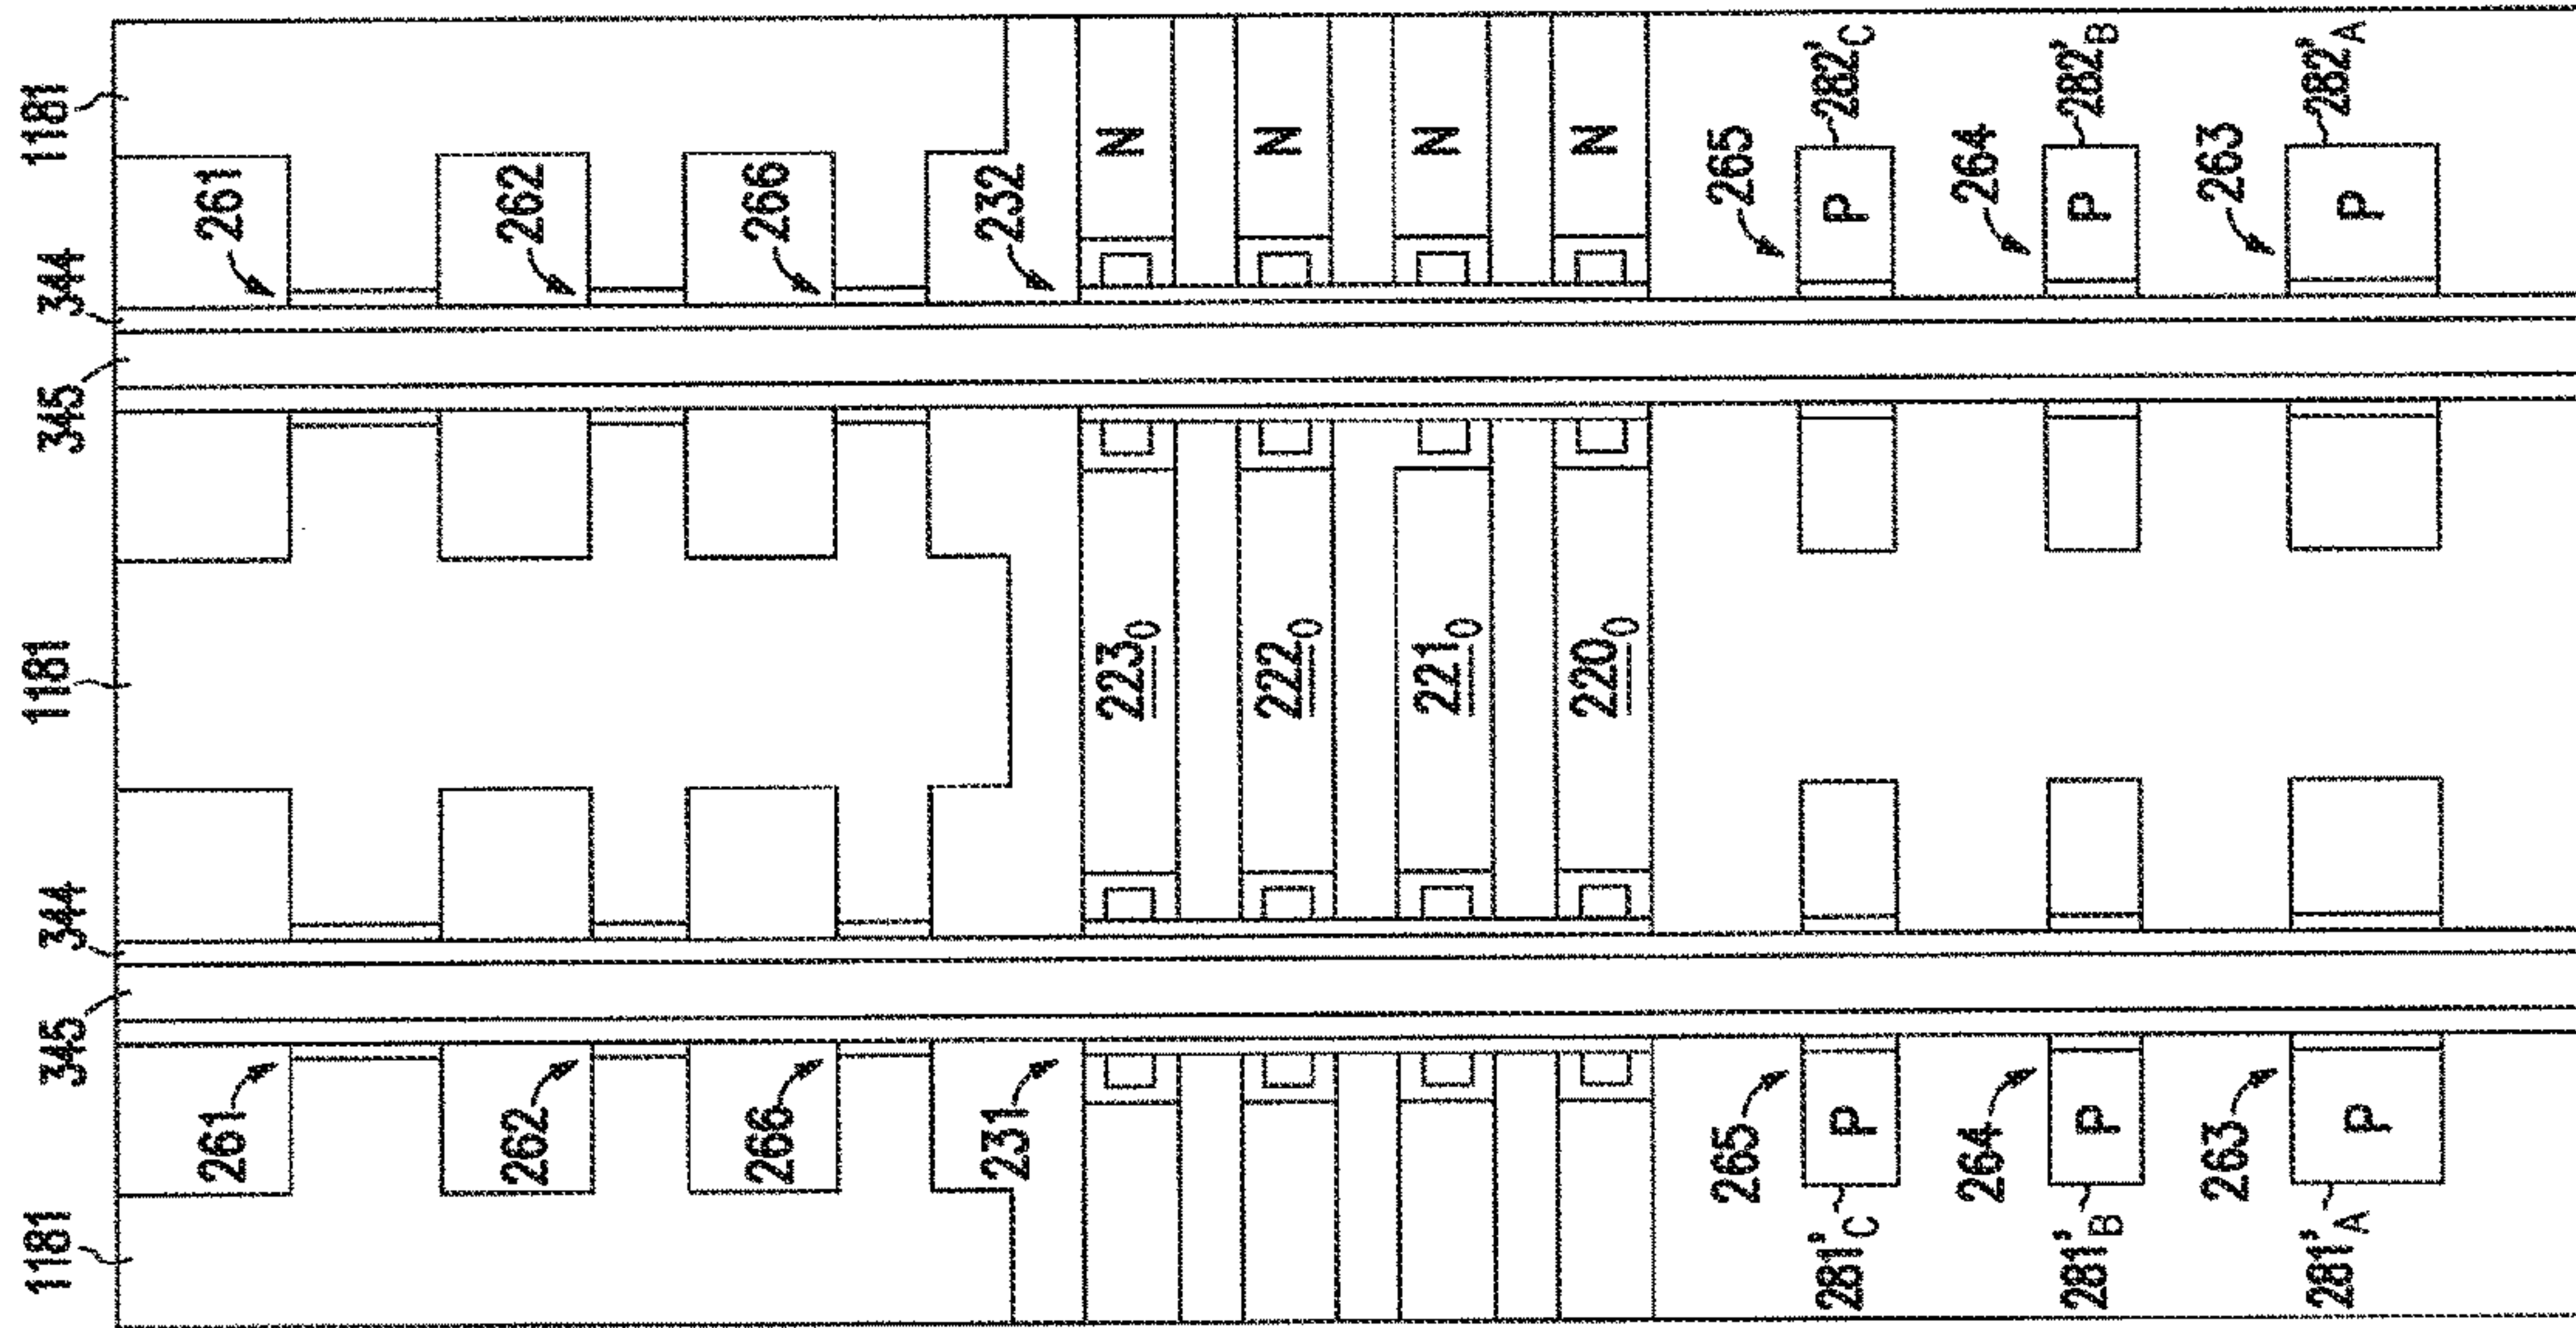 1181 345 344 1181 345 344 1181
261 261
262 262
266 266
231 232
223₀ N
222₀ N
221₀ N
220₀ N
265 265
281'C P P 282'C
264 264
281'B P P 282'B
263 263
281'A P P 282'A